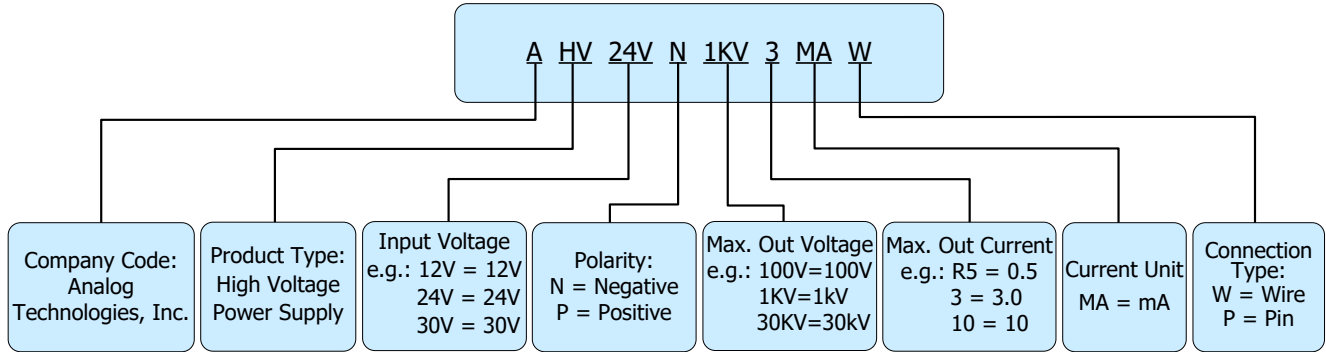 A HV 24V N 1KV 3 MA W
Company Code:
Analog
Technologies, Inc.
Product Type:
High Voltage
Power Supply
Input Voltage
e.g.: 12V = 12V
24V = 24V
30V = 30V
Polarity:
N = Negative
P = Positive
Max. Out Voltage
e.g.: 100V=100V
1KV=1kV
30KV=30kV
Max. Out Current
e.g.: R5 = 0.5
3 = 3.0
10 = 10
Current Unit
MA = mA
Connection
Type:
W = Wire
P = Pin